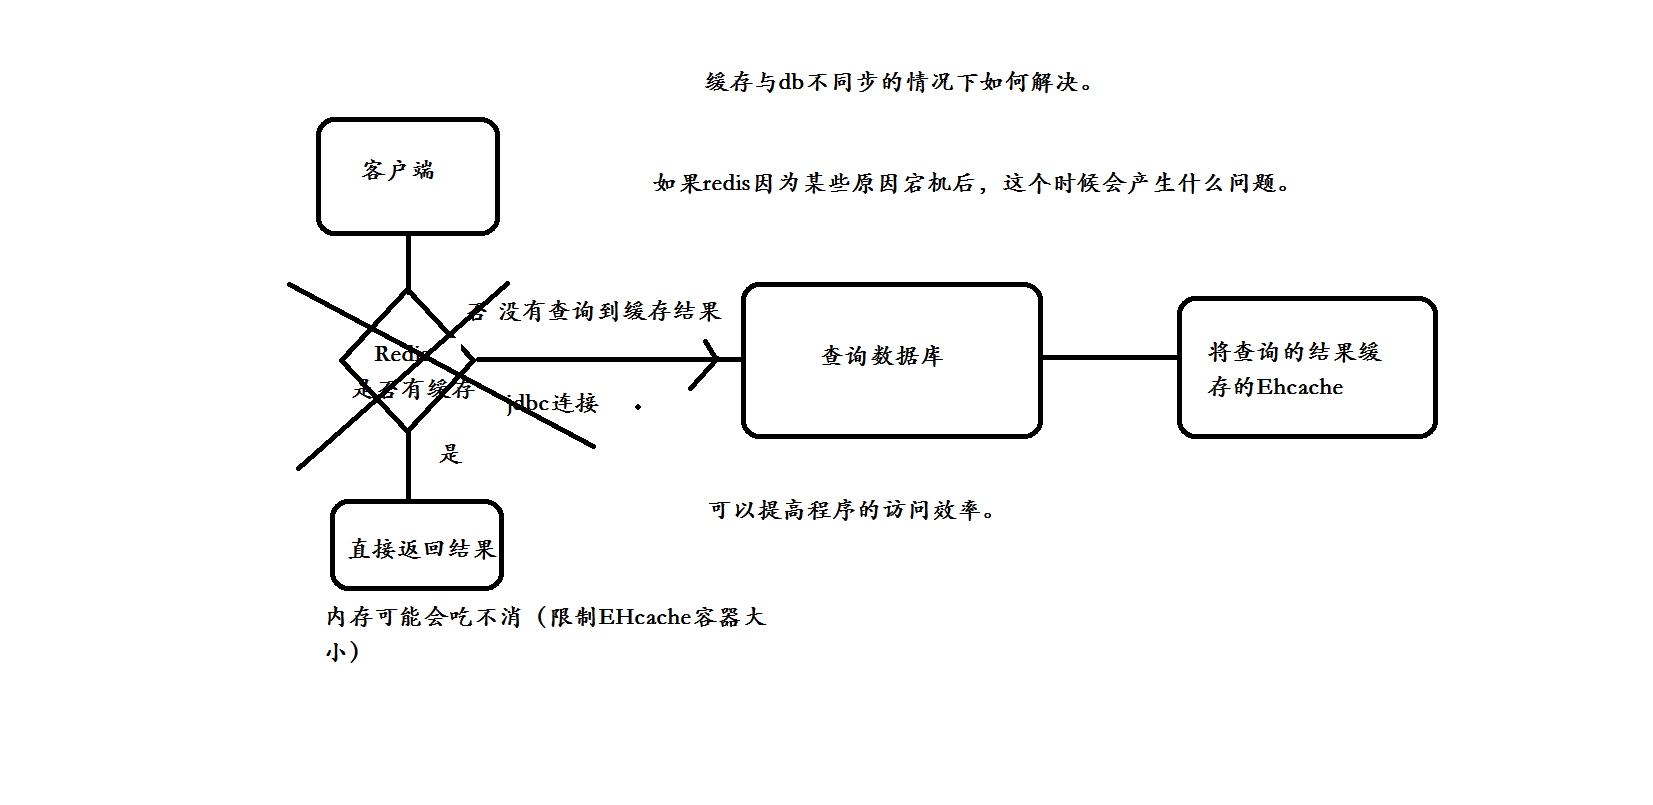 缓存与db不同步的情况下如何解决。
客户端
如果redis因为某些原因宕机后，这个时候会产生什么问题。
否 没有查询到缓存结果
Redis
是否有缓存
jdbc连接
查询数据库
将查询的结果缓
存的Ehcache
是
可以提高程序的访问效率。
直接返回结果
内存可能会吃不消（限制EHcache容器大
小）